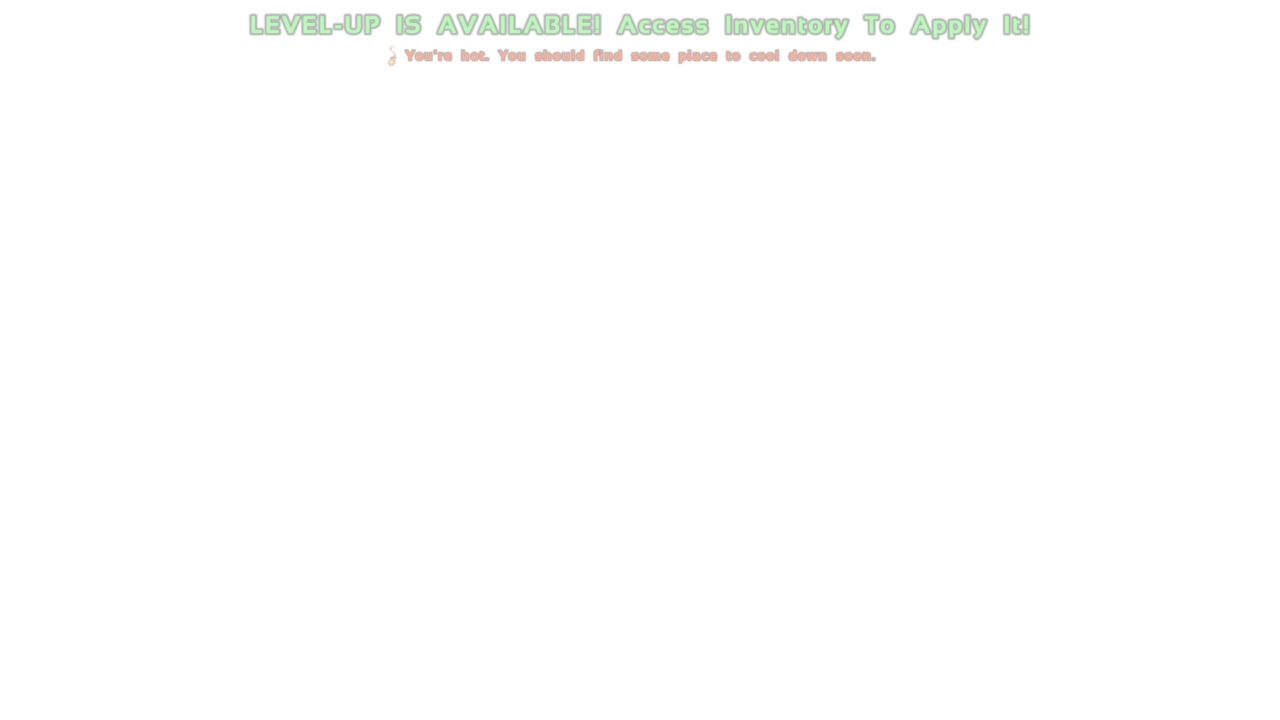 LEVEL-UP IS AVAILABLE! Access Inventory To Apply It!
You're hot. You should find some place to cool down soon.